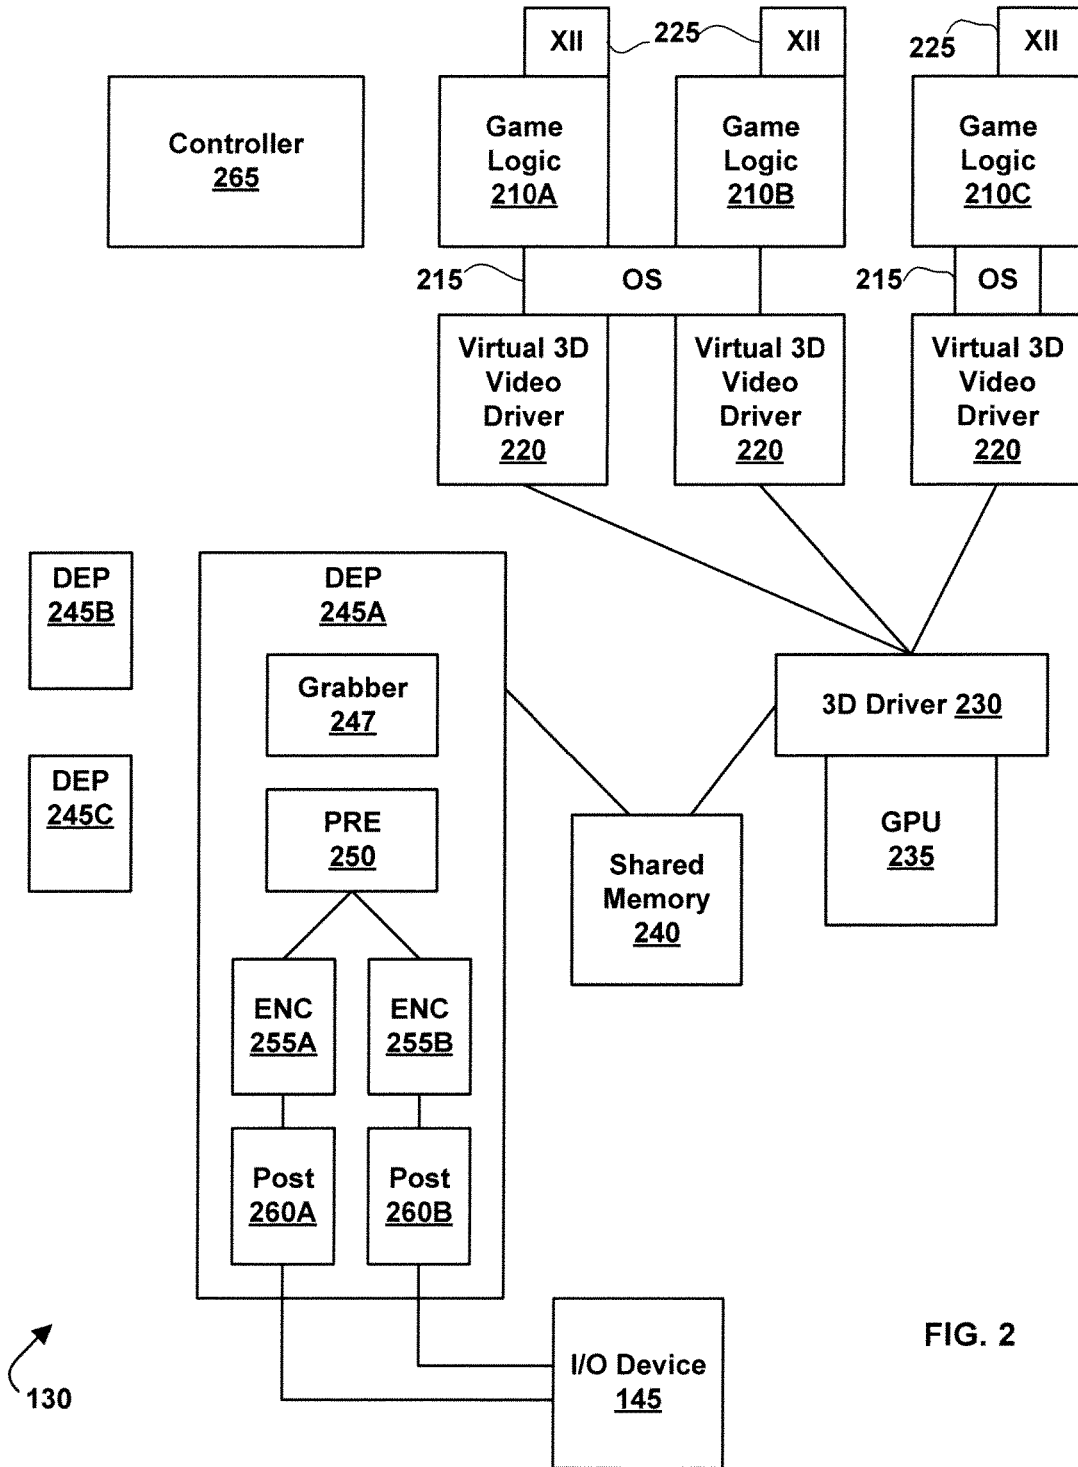 XII
225
XII
225
XII
Controller
265
Game
Logic
210A
Game
Logic
210B
Game
Logic
210C
215
OS
215
OS
Virtual 3D
Video
Driver
220
Virtual 3D
Video
Driver
220
Virtual 3D
Video
Driver
220
DEP
245B
DEP
245A
Grabber
247
3D Driver 230
DEP
245C
PRE
250
GPU
235
Shared
Memory
240
ENC
255A
ENC
255B
Post
260A
Post
260B
I/O Device
145
FIG. 2
130